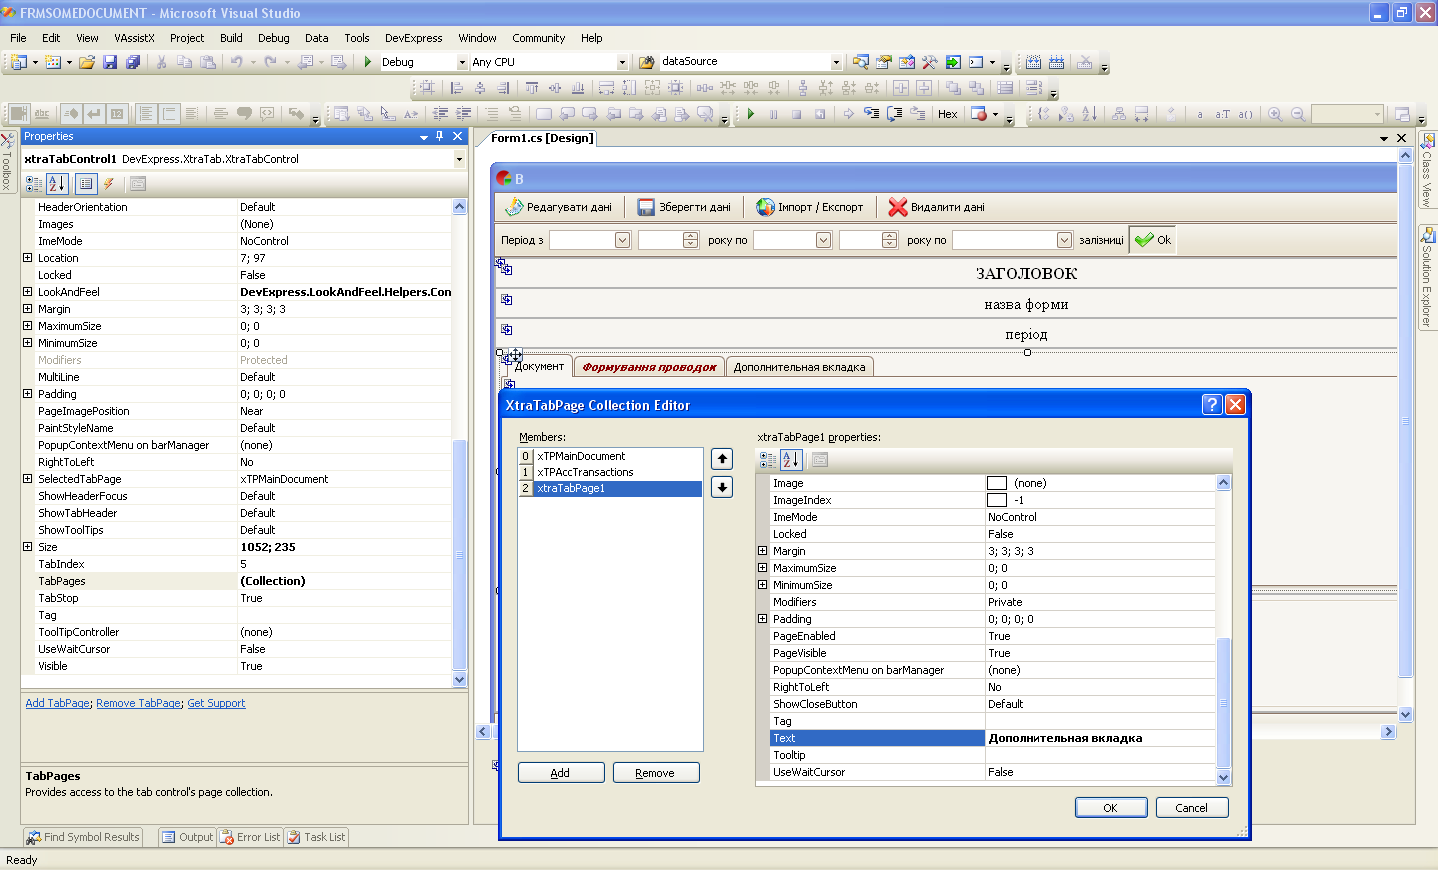 FRMSOMEDOCUMENT - Microsoft Visual Studio
File Edit View VAssistX Project Build Debug Data Tools DevExpress Window Community Help
Debug Any CPU dataSource
Hex
Properties
xtraTabControl1 DevExpress.XtraTab.XtraTabControl
HeaderOrientation Default
Images (None)
ImeMode NoControl
Location 7; 97
Locked False
LookAndFeel DevExpress.LookAndFeel.Helpers.Con
Margin 3; 3; 3; 3
MaximumSize 0; 0
MinimumSize 0; 0
Modifiers Protected
MultiLine Default
Padding 0; 0; 0; 0
PageImagePosition Near
PaintStyleName Default
PopupContextMenu on barManager (none)
RightToLeft No
SelectedTabPage xTPMainDocument
ShowHeaderFocus Default
ShowTabHeader Default
ShowToolTips Default
Size 1052; 235
TabIndex 5
TabPages (Collection)
TabStop True
Tag
ToolTipController (none)
UseWaitCursor False
Visible True
Add TabPage; Remove TabPage; Get Support
TabPages
Provides access to the tab control's page collection.
Find Symbol Results Output Error List Task List
Ready
Toolbox
Form1.cs [Design]
В
Редагувати дані Зберегти дані Імпорт / Експорт Видалити дані
Період з року по року по залізниці Ok
ЗАГОЛОВОК
назва форми
період
Документ Формування проводок Дополнительная вкладка
XtraTabPage Collection Editor
Members:
0 xTPMainDocument
1 xTPAccTransactions
2 xtraTabPage1
Add Remove
xtraTabPage1 properties:
Image (none)
ImageIndex -1
ImeMode NoControl
Locked False
Margin 3; 3; 3; 3
MaximumSize 0; 0
MinimumSize 0; 0
Modifiers Private
Padding 0; 0; 0; 0
PageEnabled True
PageVisible True
PopupContextMenu on barManager (none)
RightToLeft No
ShowCloseButton Default
Tag
Text Дополнительная вкладка
Tooltip
UseWaitCursor False
OK Cancel
Class View
Solution Explorer